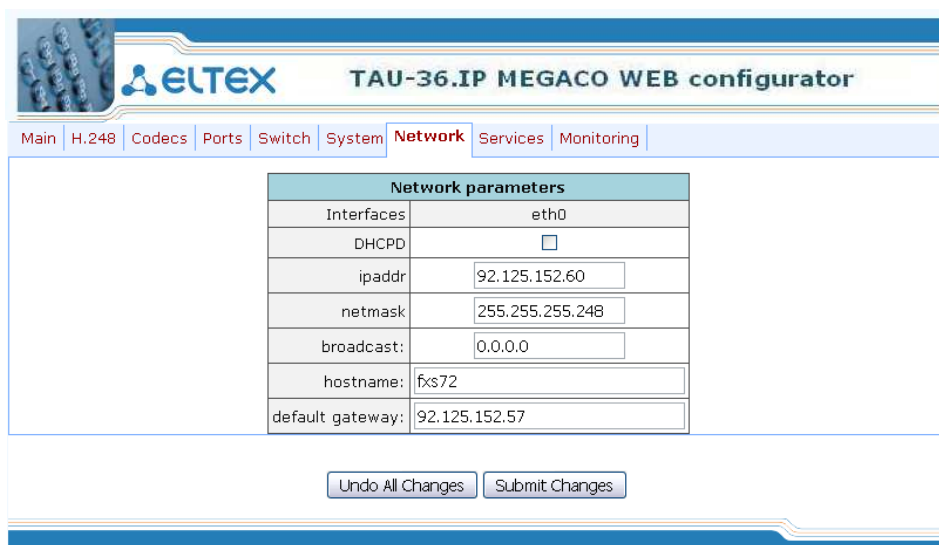 ELTEX TAU-36.IP MEGACO WEB configurator
Main H.248 Codecs Ports Switch System Network Services Monitoring
Network parameters
Interfaces eth0
DHCPD
ipaddr 92.125.152.60
netmask 255.255.255.248
broadcast: 0.0.0.0
hostname: fxs72
default gateway: 92.125.152.57
Undo All Changes Submit Changes